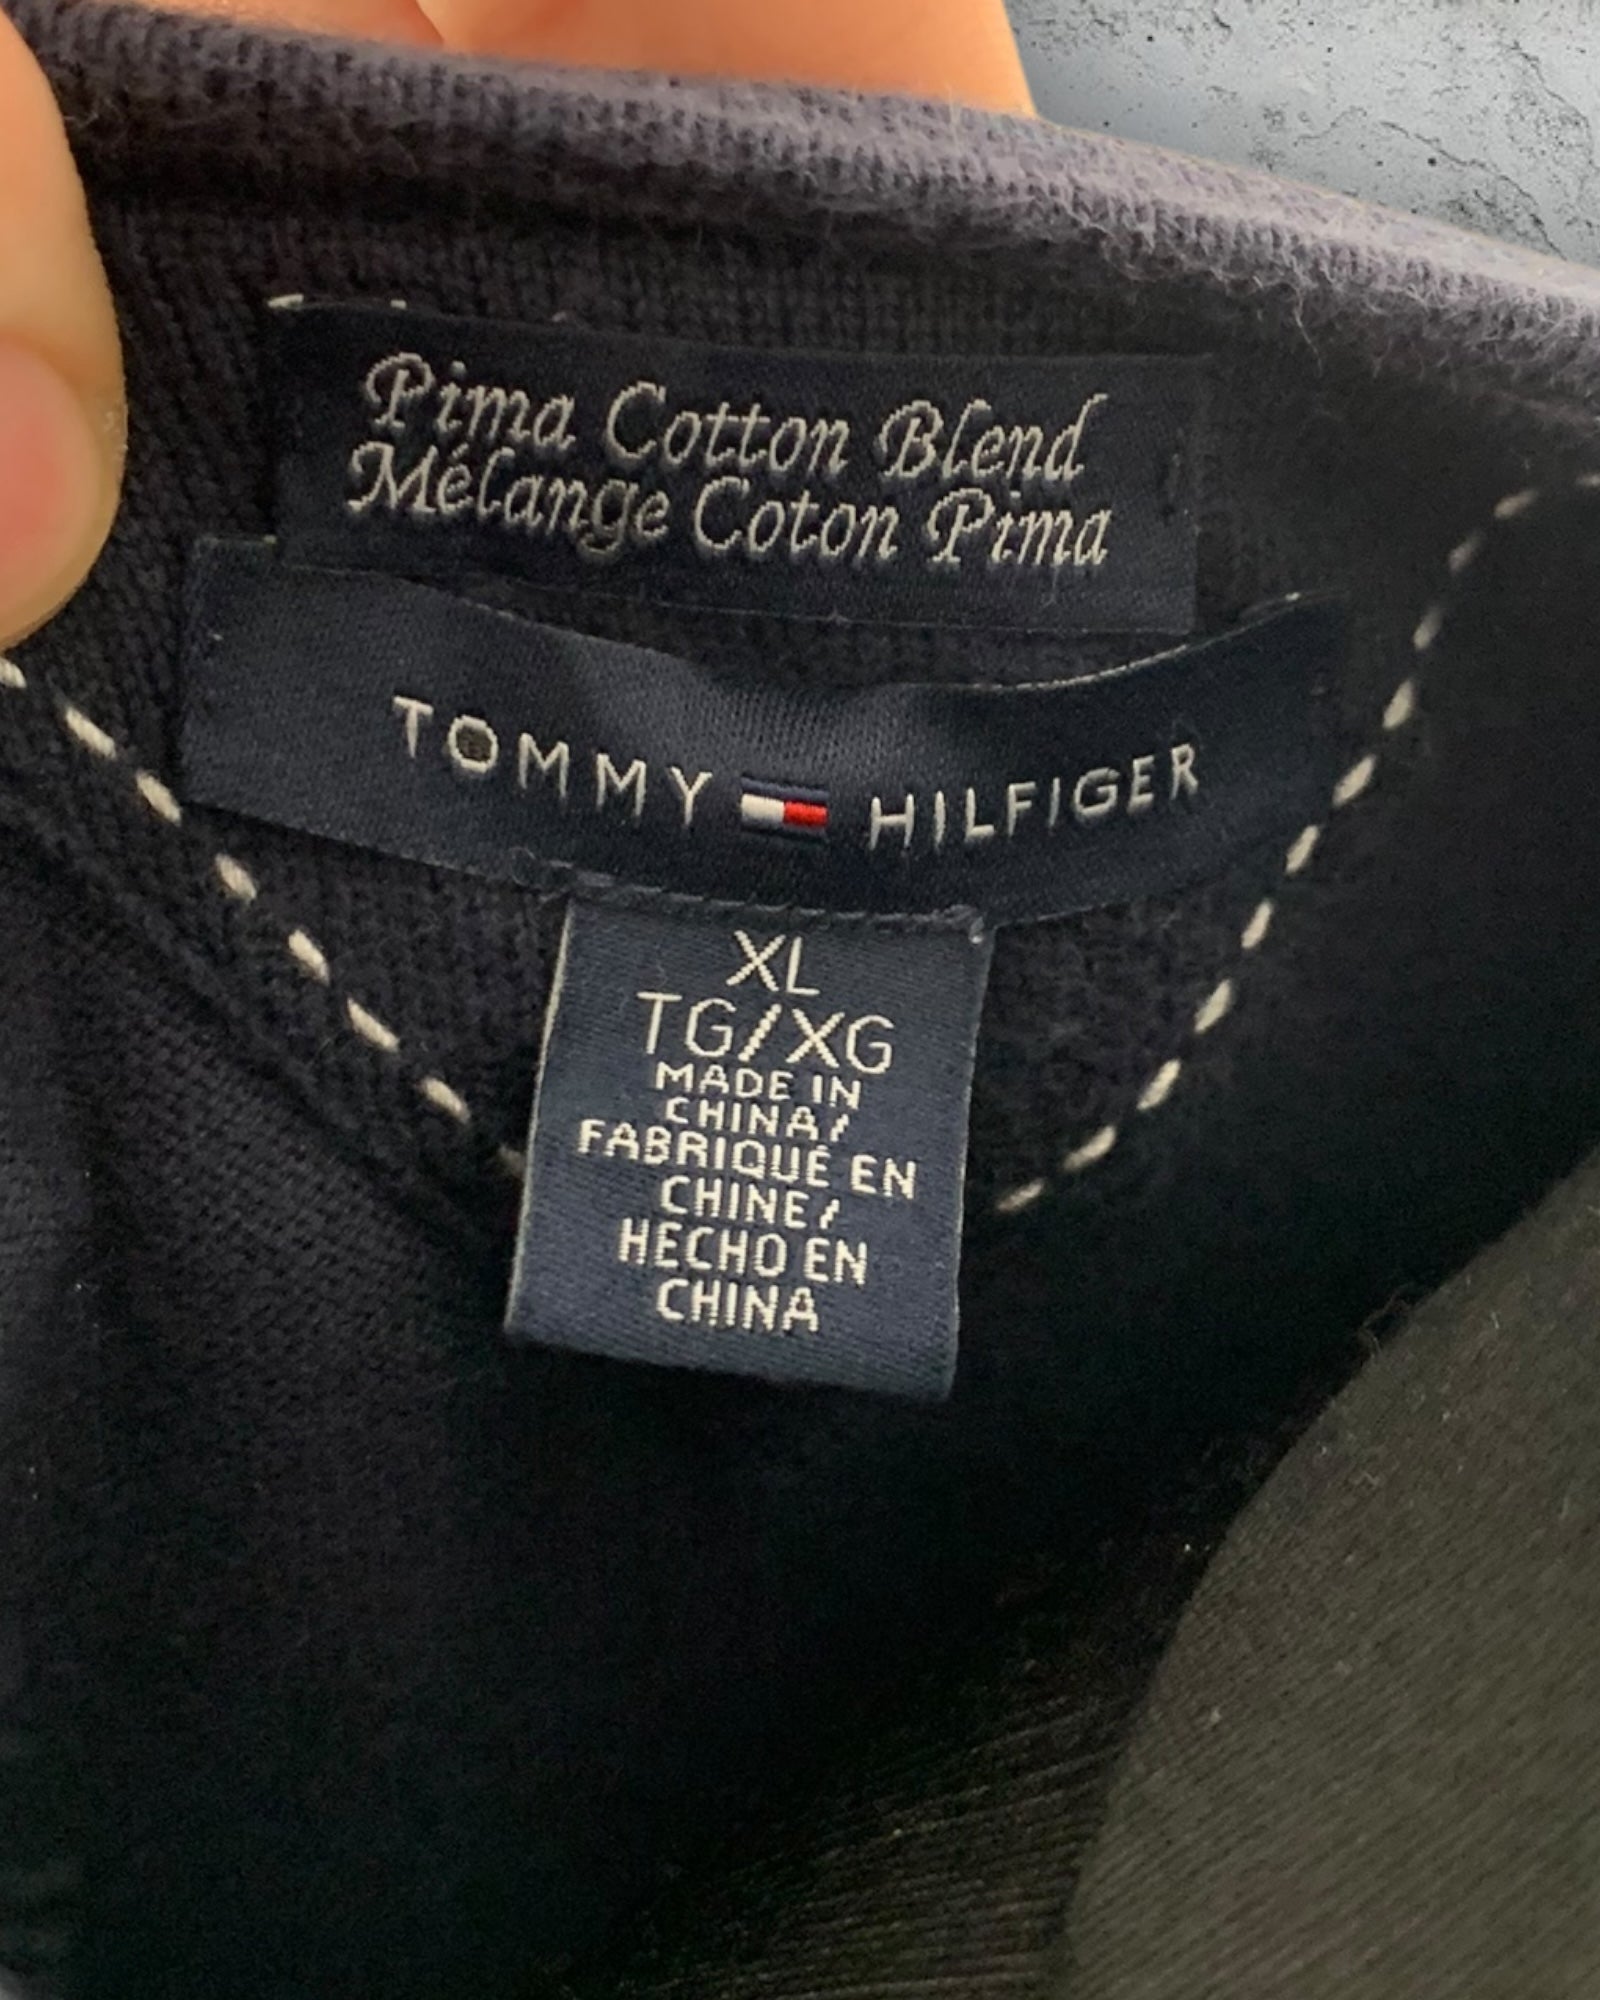 Pima Cotton Blend
Mélange Coton Pima
TOMMY HILFIGER
XL
TG/XG
MADE IN
CHINA/
FABRIQUÉ EN
CHINE/
HECHO EN
CHINA